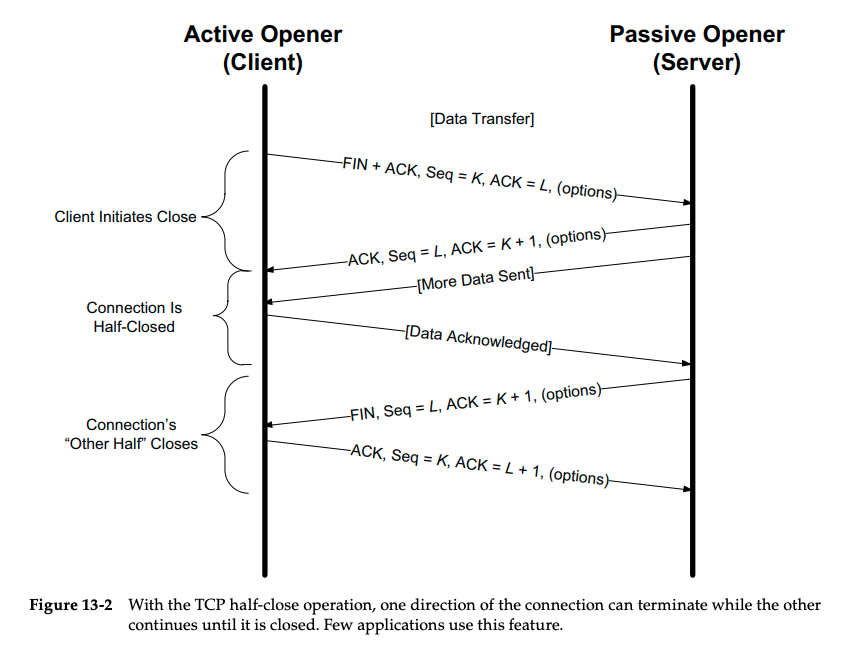 Active Opener
(Client)
Passive Opener
(Server)
[Data Transfer]
FIN + ACK, Seq = K, ACK = L, (options)
Client Initiates Close
ACK, Seq = L, ACK = K + 1, (options)
[More Data Sent]
Connection Is
Half-Closed
[Data Acknowledged]
FIN, Seq = L, ACK = K + 1, (options)
Connection’s
“Other Half” Closes
ACK, Seq = K, ACK = L + 1, (options)
Figure 13-2 With the TCP half-close operation, one direction of the connection can terminate while the other
continues until it is closed. Few applications use this feature.